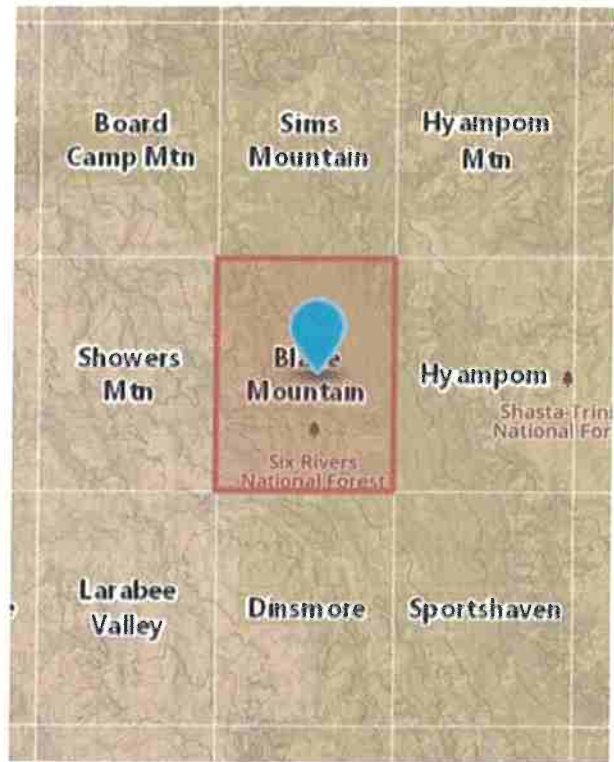 Board
Camp Mtn
Sims
Mountain
Hyampom
Mtn
Showers
Mtn
Blake
Mountain
Six Rivers
National Forest
Hyampom
Shasta-Trin
National For
Larabee
Valley
Dinsmore
Sportshaven